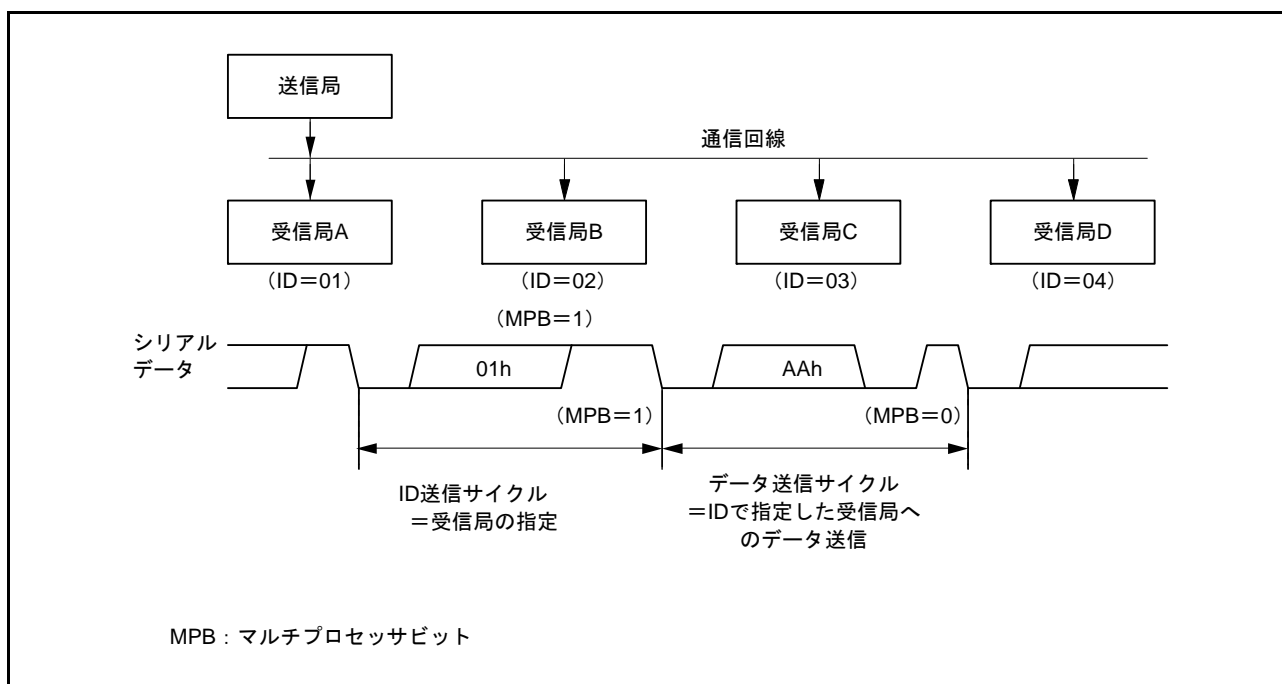 送信局
通信回線
受信局A
受信局B
受信局C
受信局D
（ID＝01）
（ID＝02）
（ID＝03）
（ID＝04）
（MPB＝1）
シリアル
データ
01h
AAh
（MPB＝1）
（MPB＝0）
ID送信サイクル
＝受信局の指定
データ送信サイクル
＝IDで指定した受信局へ
のデータ送信
MPB：マルチプロセッサビット